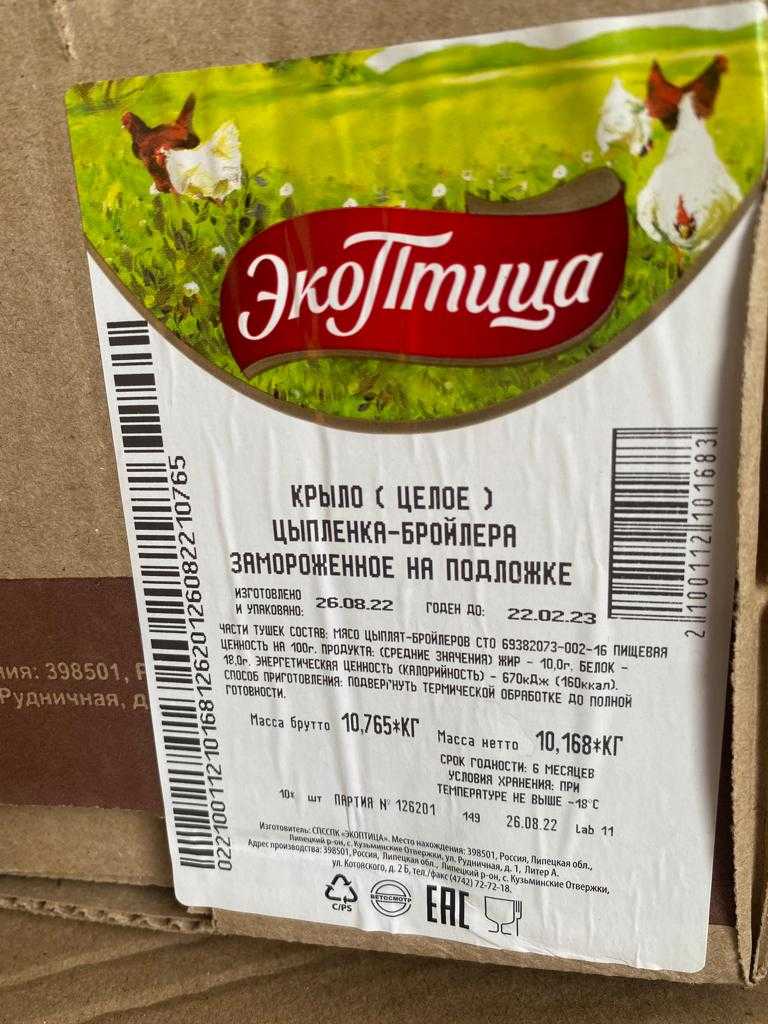 ЭкоПтица
КРЫЛО ( ЦЕЛОЕ )
ЦЫПЛЕНКА-БРОЙЛЕРА
ЗАМОРОЖЕННОЕ НА ПОДЛОЖКЕ
ИЗГОТОВЛЕНО
И УПАКОВАНО: 26.08.22 ГОДЕН ДО: 22.02.23
ЧАСТИ ТУШЕК СОСТАВ: МЯСО ЦЫПЛЯТ-БРОЙЛЕРОВ СТО 69382073-002-16 ПИЩЕВАЯ
ЦЕННОСТЬ НА 100г. ПРОДУКТА: (СРЕДНИЕ ЗНАЧЕНИЯ) ЖИР - 10,0г. БЕЛОК -
18,0г. ЭНЕРГЕТИЧЕСКАЯ ЦЕННОСТЬ (КАЛОРИЙНОСТЬ) - 670кДж (160ккал).
СПОСОБ ПРИГОТОВЛЕНИЯ: ПОДВЕРГНУТЬ ТЕРМИЧЕСКОЙ ОБРАБОТКЕ ДО ПОЛНОЙ
ГОТОВНОСТИ.
Масса брутто 10,765*КГ
Масса нетто 10,168*КГ
СРОК ГОДНОСТИ: 6 МЕСЯЦЕВ
УСЛОВИЯ ХРАНЕНИЯ: ПРИ
ТЕМПЕРАТУРЕ НЕ ВЫШЕ -18°С
10* шт ПАРТИЯ № 126201 149 26.08.22 Lab 11
Изготовитель: СПССПК «ЭКОПТИЦА». Место нахождения: 398501, Россия, Липецкая обл.,
Липецкий р-он, с. Кузьминские Отвержки, ул. Рудничная, д. 1, Литер А.
Адрес производства: 398501, Россия, Липецкая обл., Липецкий р-он, с. Кузьминские Отвержки,
ул. Котовского, д. 2 Б, тел./факс (4742) 72-72-18.
C/PS
ВЕТОСМОТР
EAC
0221001121016812620126082210765
2100112101683
ния: 398501, Р
Рудничная, д